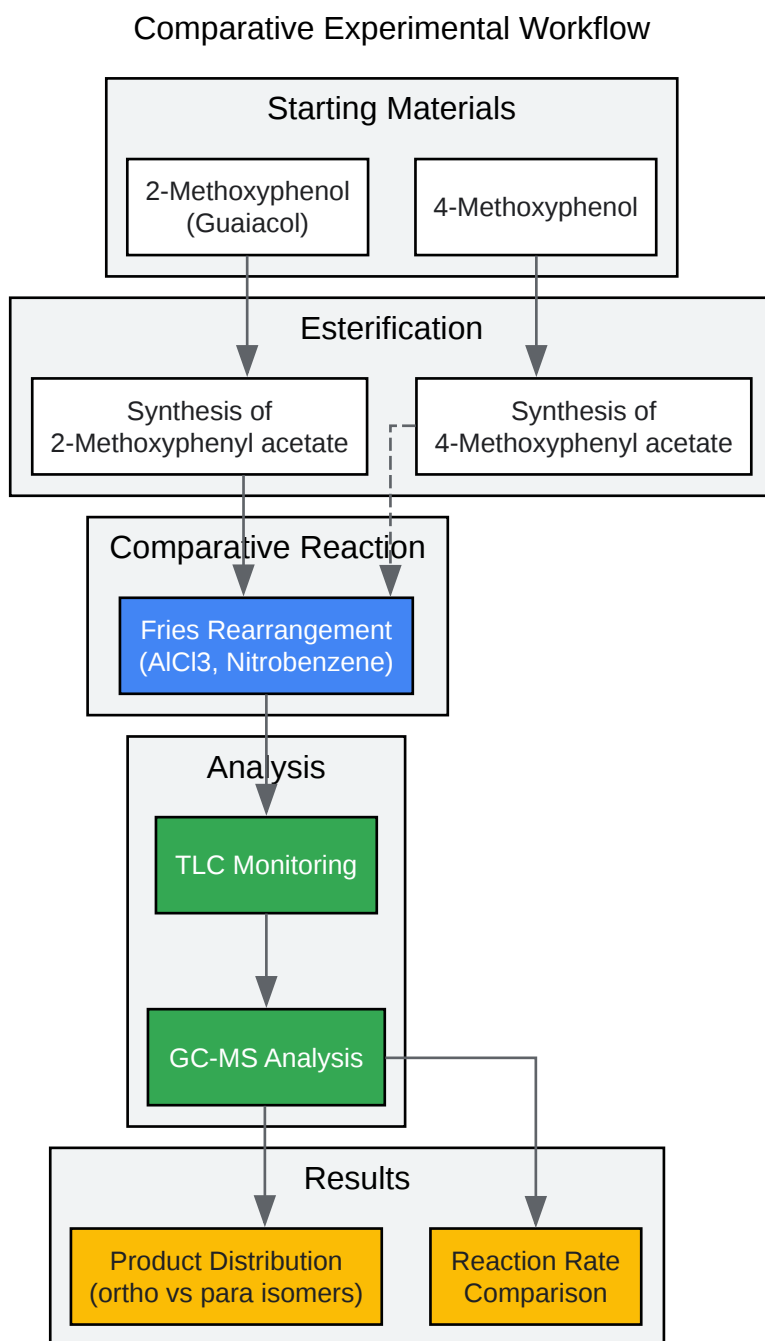 Comparative Experimental Workflow
Starting Materials
2-Methoxyphenol
(Guaiacol)
4-Methoxyphenol
Esterification
Synthesis of
2-Methoxyphenyl acetate
Synthesis of
4-Methoxyphenyl acetate
Comparative Reaction
Fries Rearrangement
(AlCl3, Nitrobenzene)
Analysis
TLC Monitoring
GC-MS Analysis
Results
Product Distribution
(ortho vs para isomers)
Reaction Rate
Comparison